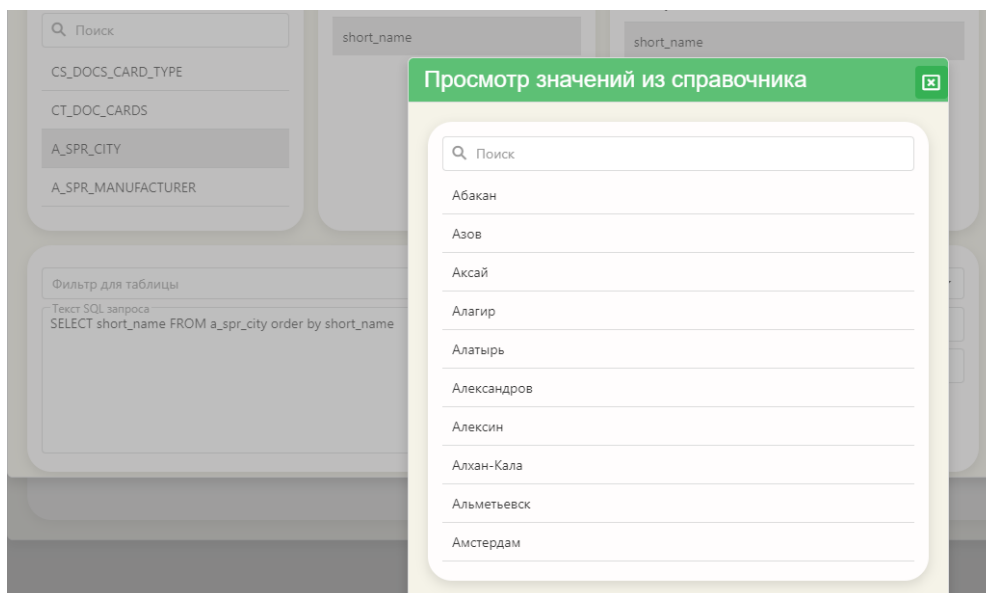 Поиск
CS_DOCS_CARD_TYPE
CT_DOC_CARDS
A_SPR_CITY
A_SPR_MANUFACTURER
short_name
short_name
Фильтр для таблицы
Текст SQL запроса
SELECT short_name FROM a_spr_city order by short_name
Просмотр значений из справочника
Поиск
Абакан
Азов
Аксай
Алагир
Алатырь
Александров
Алексин
Алхан-Кала
Альметьевск
Амстердам